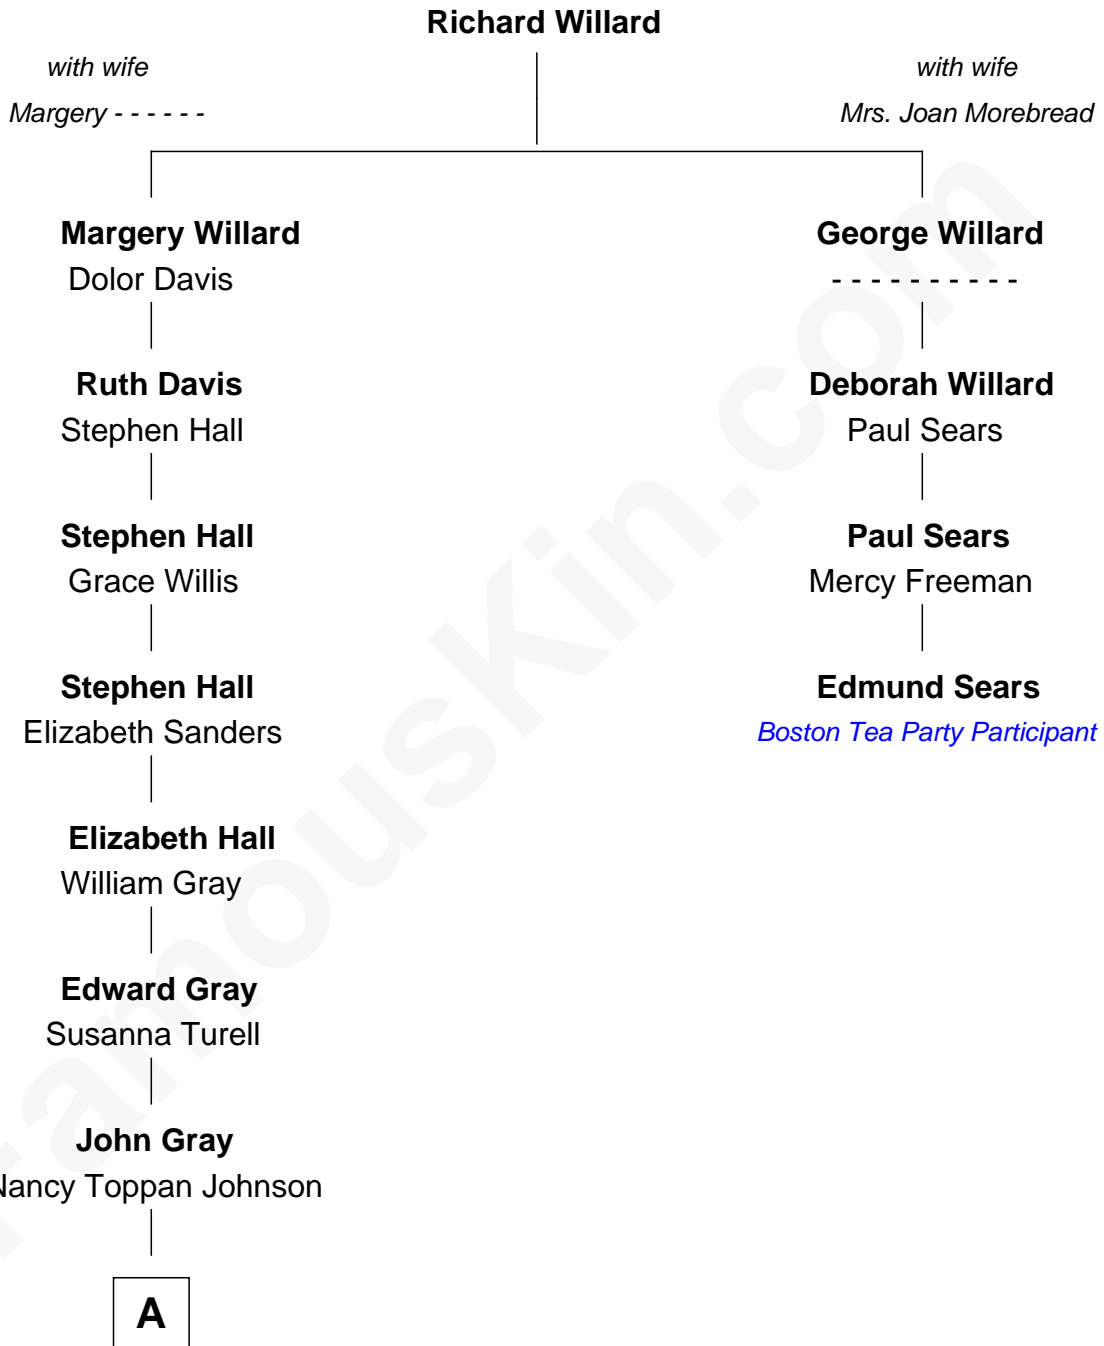 Richard Willard
with wife
Margery - - - - - -
with wife
Mrs. Joan Morebread
Margery Willard
Dolor Davis
George Willard
- - - - - - - - - -
Ruth Davis
Stephen Hall
Deborah Willard
Paul Sears
Stephen Hall
Grace Willis
Paul Sears
Mercy Freeman
Stephen Hall
Elizabeth Sanders
Edmund Sears
Boston Tea Party Participant
Elizabeth Hall
William Gray
Edward Gray
Susanna Turell
John Gray
Nancy Toppan Johnson
A
FamousKin.com